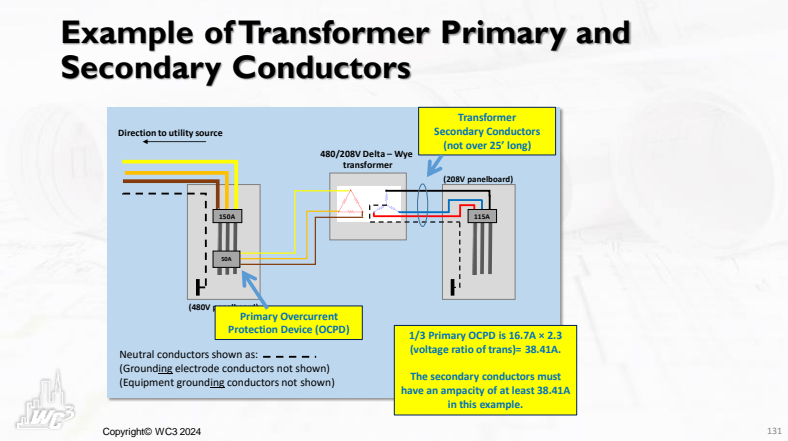 Example of Transformer Primary and
Secondary Conductors
Transformer
Secondary Conductors
(not over 25’ long)
Direction to utility source
480/208V Delta – Wye
transformer
(208V panelboard)
150A
115A
50A
(480V
Primary Overcurrent
Protection Device (OCPD)
1/3 Primary OCPD is 16.7A × 2.3
(voltage ratio of trans)= 38.41A.
The secondary conductors must
have an ampacity of at least 38.41A
in this example.
Neutral conductors shown as:
(Grounding electrode conductors not shown)
(Equipment grounding conductors not shown)
WC3
Copyright© WC3 2024
131